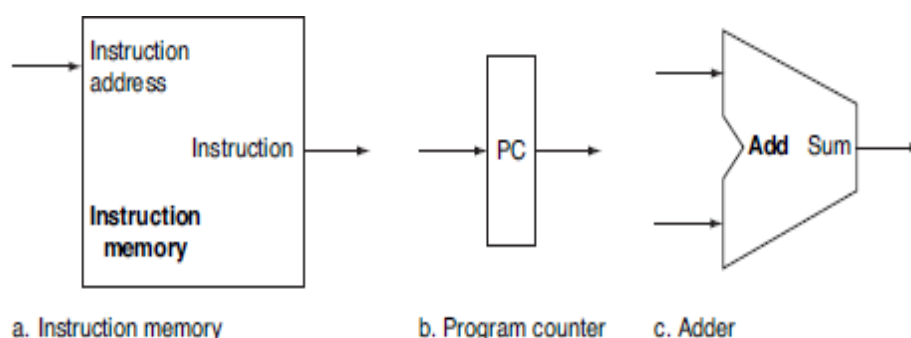 Instruction
address
Instruction
Instruction
memory
PC
Add Sum
a. Instruction memory
b. Program counter
c. Adder